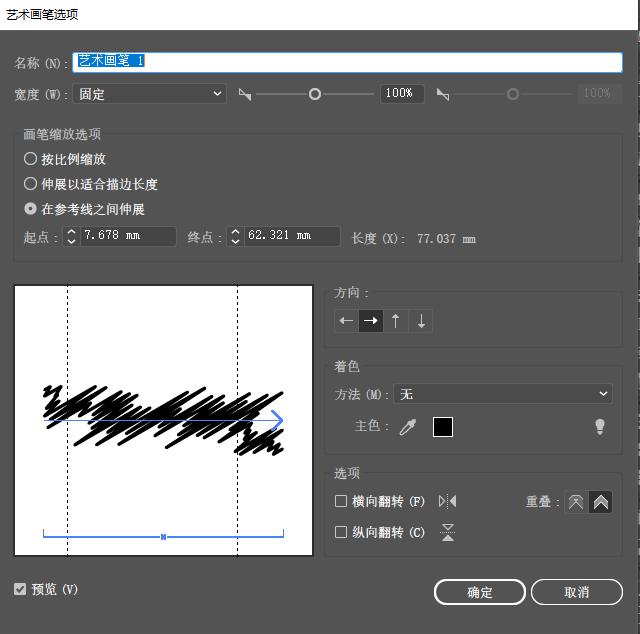 艺术画笔选项
名称 (N): 艺术画笔 1
宽度 (W): 固定 100% 100%
画笔缩放选项
按比例缩放
伸展以适合描边长度
在参考线之间伸展
起点: 7.678 mm 终点: 62.321 mm 长度 (X): 77.037 mm
方向:
着色
方法 (M): 无
主色:
选项
横向翻转 (F) 重叠:
纵向翻转 (C)
预览 (V) 确定 取消